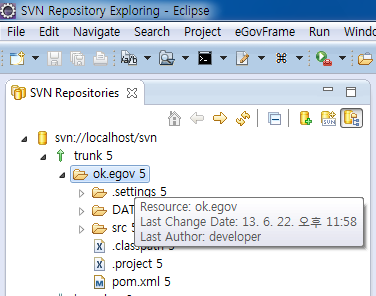 SVN Repository Exploring - Eclipse
File Edit Navigate Search Project eGovFrame Run Windo
SVN Repositories
SVN
svn://localhost/svn
trunk 5
ok.egov 5
.settings 5
DAT
src 5
.classpath 5
.project 5
pom.xml 5
Resource: ok.egov
Last Change Date: 13. 6. 22. 오후 11:58
Last Author: developer